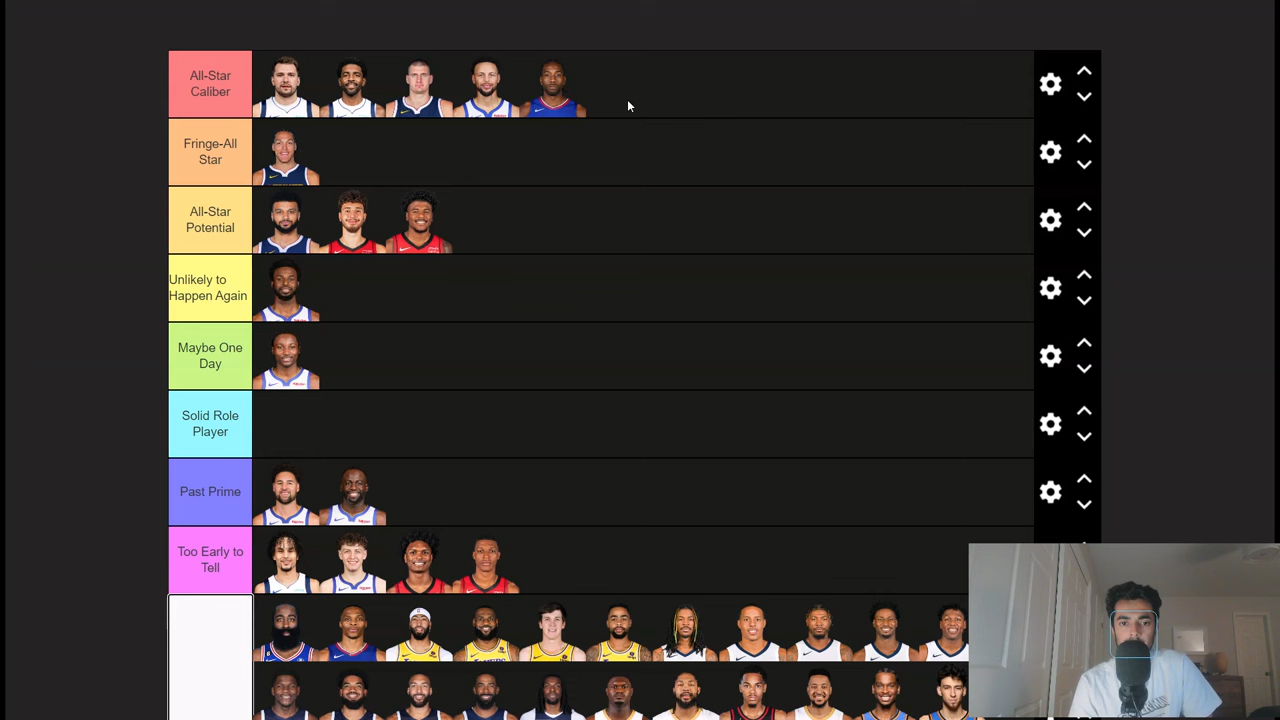 All-Star
Caliber
Fringe-All
Star
All-Star
Potential
Unlikely to
Happen Again
Maybe One
Day
Solid Role
Player
Past Prime
Too Early to
Tell